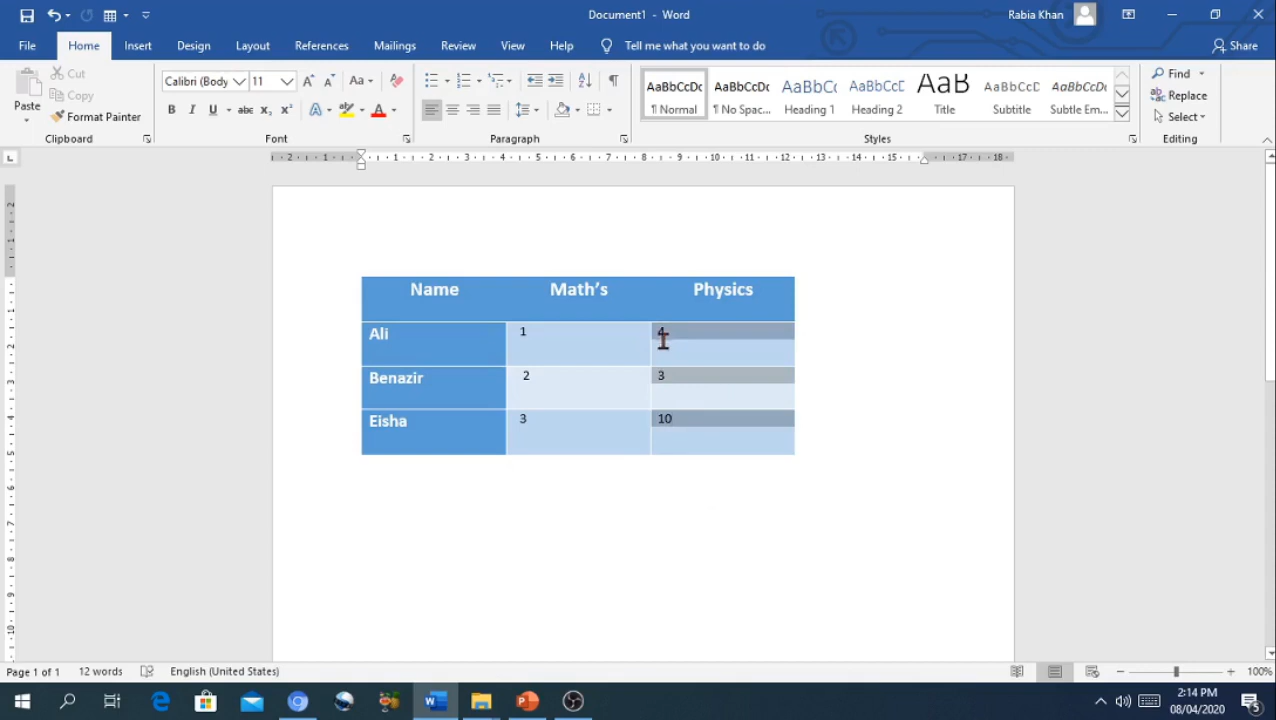 Document1 - Word
Rabia Khan
File Home Insert Design Layout References Mailings Review View Help Tell me what you want to do Share
Paste
Cut
Copy
Format Painter
Clipboard
Calibri (Body 11
Font
Paragraph
AaBbCcDc AaBbCcDc AaBbCc AaBbCcE AaB AaBbCcD AaBbCcDc
¶ Normal ¶ No Spac... Heading 1 Heading 2 Title Subtitle Subtle Em...
Styles
Find
Replace
Select
Editing
Name Math's Physics
Ali 1 4
Benazir 2 3
Eisha 3 10
Page 1 of 1 12 words English (United States) 100%
2:14 PM
08/04/2020